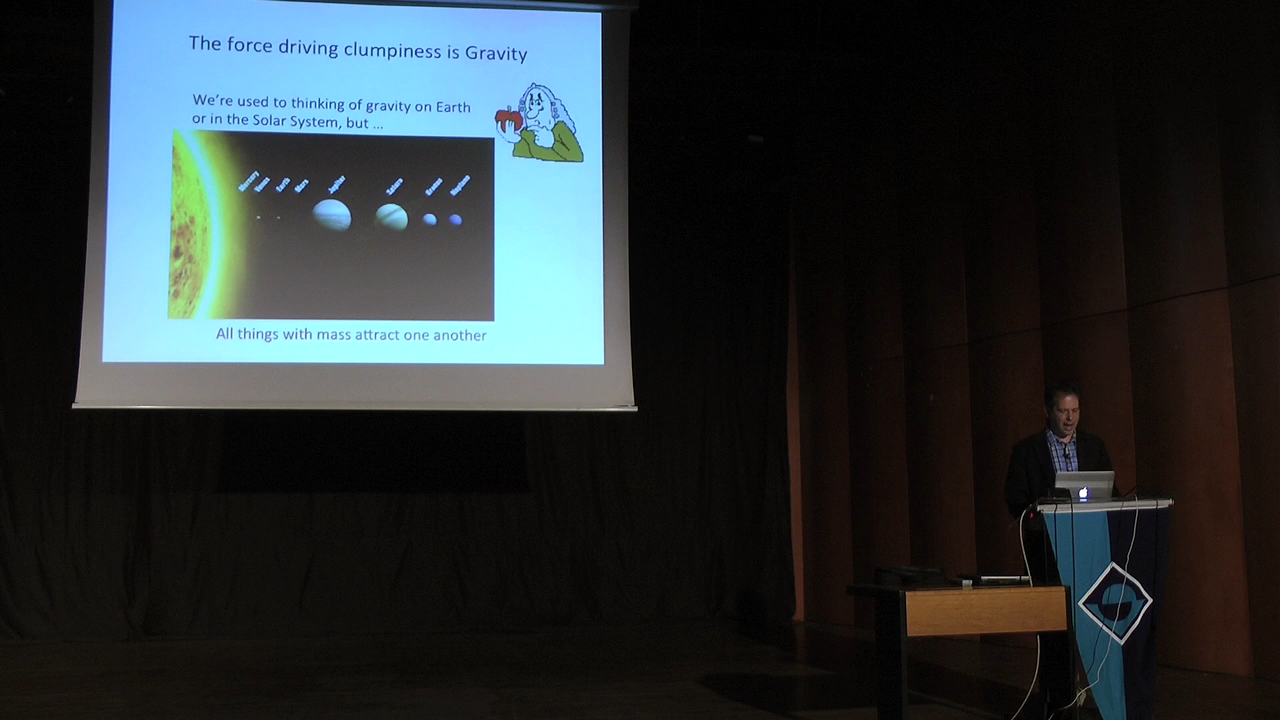 The force driving clumpiness is Gravity
We're used to thinking of gravity on Earth
or in the Solar System, but ...
All things with mass attract one another